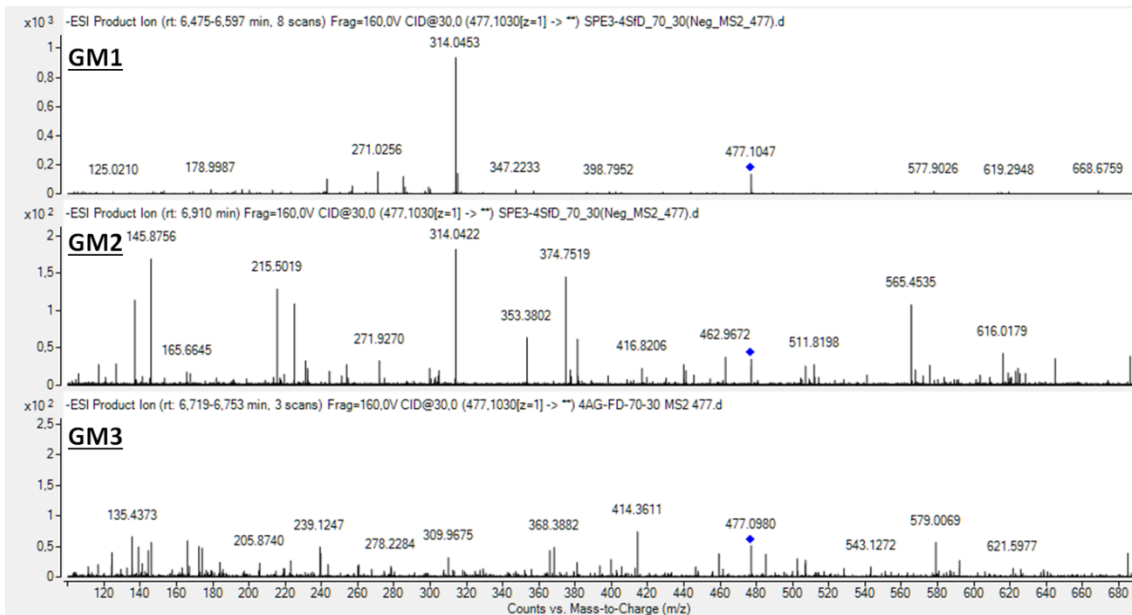 x10 3 -ESI Product Ion (rt: 6,475-6,597 min, 8 scans) Frag=160,0V CID@30,0 (477,1030[z=1] -> **) SPE3-4SfD_70_30(Neg_MS2_477).d
GM1
1
0.8
0.6
0.4
0.2
0
125.0210 178.9987 271.0256 314.0453 347.2233 398.7952 477.1047 577.9026 619.2948 668.6759
x10 2 -ESI Product Ion (rt: 6,910 min) Frag=160,0V CID@30,0 (477,1030[z=1] -> **) SPE3-4SfD_70_30(Neg_MS2_477).d
GM2
2
1.5
1
0.5
0
145.8756 165.6645 215.5019 271.9270 314.0422 353.3802 374.7519 416.8206 462.9672 511.8198 565.4535 616.0179
x10 2 -ESI Product Ion (rt: 6,719-6,753 min, 3 scans) Frag=160,0V CID@30,0 (477,1030[z=1] -> **) 4AG-FD-70-30 MS2 477.d
GM3
2.5
2
1.5
1
0.5
0
135.4373 205.8740 239.1247 278.2284 309.9675 368.3882 414.3611 477.0980 543.1272 579.0069 621.5977
120 140 160 180 200 220 240 260 280 300 320 340 360 380 400 420 440 460 480 500 520 540 560 580 600 620 640 660 680
Counts vs. Mass-to-Charge (m/z)